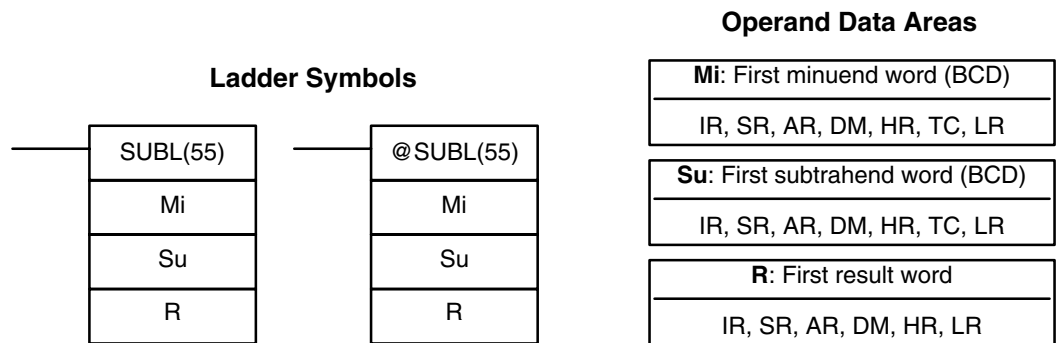 Ladder Symbols
SUBL(55)
Mi
Su
R
@SUBL(55)
Mi
Su
R
Operand Data Areas
Mi: First minuend word (BCD)
IR, SR, AR, DM, HR, TC, LR
Su: First subtrahend word (BCD)
IR, SR, AR, DM, HR, TC, LR
R: First result word
IR, SR, AR, DM, HR, LR